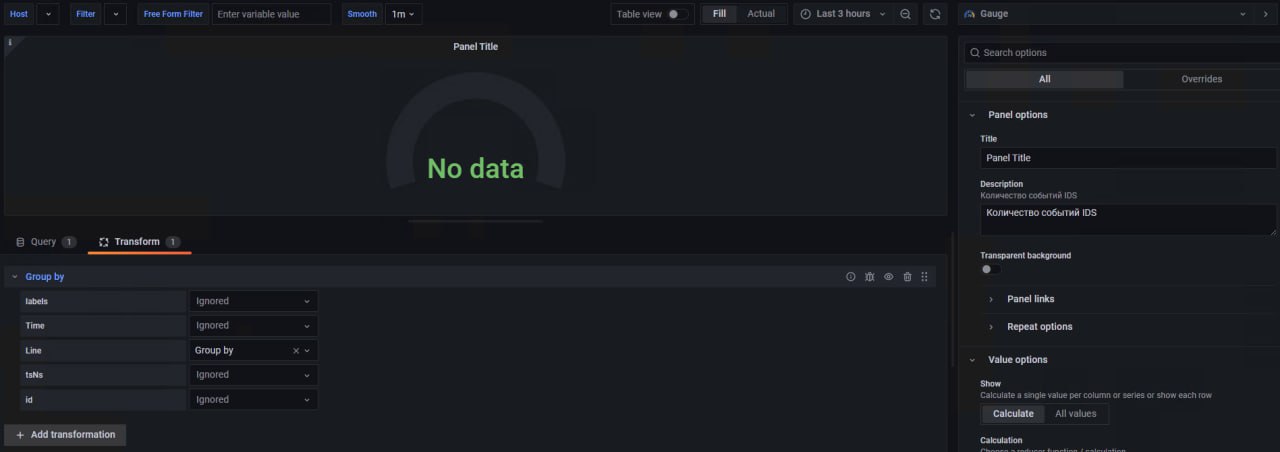 Host Filter Free Form Filter Enter variable value Smooth 1m Table view Fill Actual Last 3 hours Gauge
Panel Title
No data
Query 1 Transform 1
Group by
labels Ignored
Time Ignored
Line Group by
tsNs Ignored
id Ignored
+ Add transformation
Search options
All Overrides
Panel options
Title
Panel Title
Description
Количество событий IDS
Количество событий IDS
Transparent background
Panel links
Repeat options
Value options
Show
Calculate a single value per column or series or show each row
Calculate All values
Calculation
Choose a reducer function / calculation